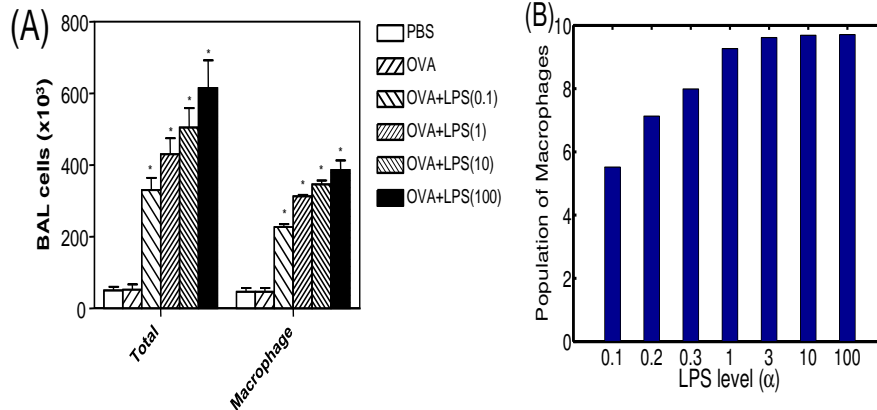 (A)
BAL cells (x10³)
800
600
400
200
0
* * * *
* * * *
Total
Macrophage
PBS
OVA
OVA+LPS(0.1)
OVA+LPS(1)
OVA+LPS(10)
OVA+LPS(100)
(B)
Population of Macrophages
10
8
6
4
2
0
0.1 0.2 0.3 1 3 10 100
LPS level (α)